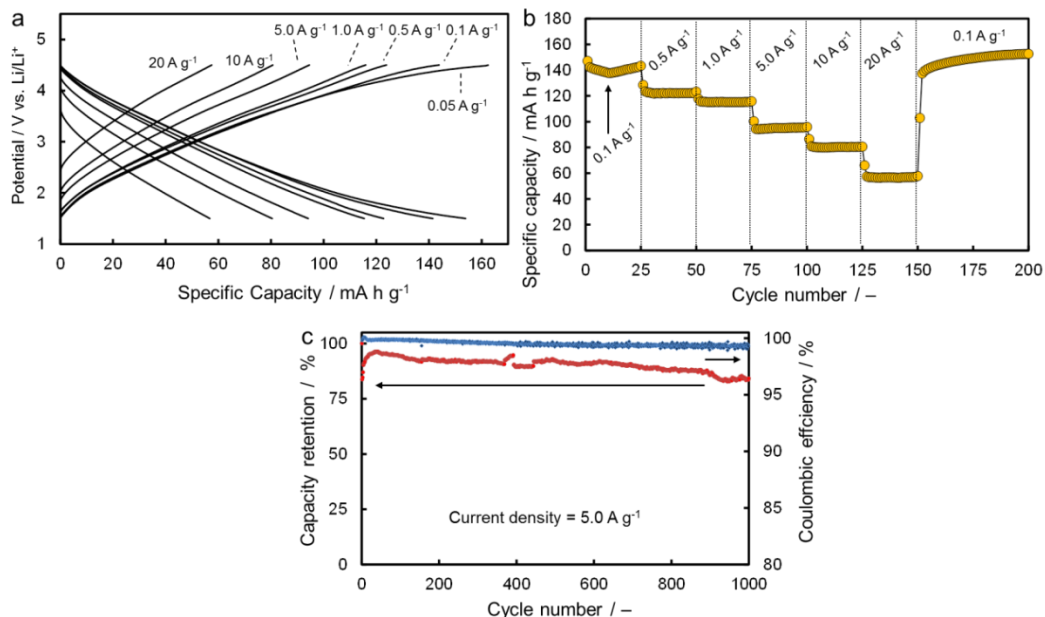 a
20 A g⁻¹
10 A g⁻¹
5.0 A g⁻¹
1.0 A g⁻¹
0.5 A g⁻¹
0.1 A g⁻¹
0.05 A g⁻¹
Potential / V vs. Li/Li⁺
5
4
3
2
1
0 20 40 60 80 100 120 140 160
Specific Capacity / mA h g⁻¹
b
0.1 A g⁻¹
0.5 A g⁻¹
1.0 A g⁻¹
5.0 A g⁻¹
10 A g⁻¹
20 A g⁻¹
0.1 A g⁻¹
Specific capacity / mA h g⁻¹
180
160
140
120
100
80
60
40
20
0
0 25 50 75 100 125 150 175 200
Cycle number / –
c
Capacity retention / %
100
75
50
25
0
Current density = 5.0 A g⁻¹
Coulombic effciency / %
100
95
90
85
80
0 200 400 600 800 1000
Cycle number / –